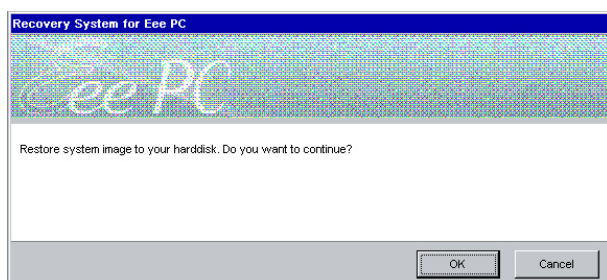 Recovery System for Eee PC
Eee PC
Restore system image to your harddisk. Do you want to continue?
OK
Cancel